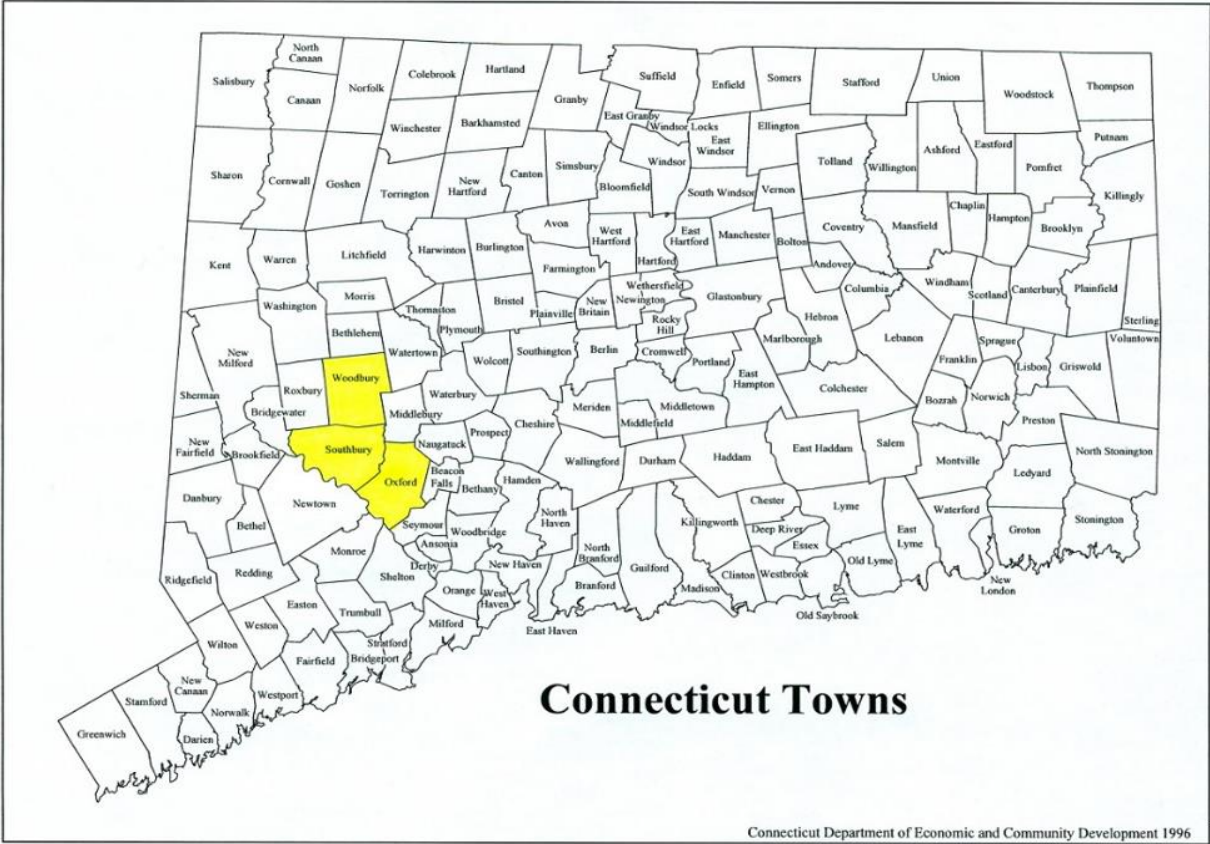 North
Canaan
Salisbury
Canaan
Norfolk
Colebrook
Hartland
Granby
Suffield
Enfield
Somers
Stafford
Union
Woodstock
Thompson
Winchester
Barkhamsted
East Granby
Windsor Locks
East
Windsor
Ellington
Putnam
Sharon
Cornwall
Goshen
Torrington
New
Hartford
Canton
Simsbury
Bloomfield
Windsor
South Windsor
Vernon
Tolland
Willington
Ashford
Eastford
Pomfret
Killingly
Kent
Warren
Litchfield
Harwinton
Burlington
Avon
Farmington
West
Hartford
Hartford
East
Hartford
Manchester
Bolton
Coventry
Mansfield
Chaplin
Hampton
Brooklyn
Washington
Morris
Bethlehem
Thomaston
Plymouth
Bristol
Plainville
New
Britain
Wethersfield
Newington
Rocky
Hill
Glastonbury
Andover
Columbia
Hebron
Windham
Scotland
Canterbury
Plainfield
Sterling
Voluntown
New
Milford
Sherman
Roxbury
Bridgewater
Woodbury
Watertown
Wolcott
Southington
Berlin
Cromwell
Portland
East
Hampton
Marlborough
Lebanon
Colchester
Franklin
Sprague
Lisbon
Griswold
Bozrah
Norwich
Preston
New
Fairfield
Brookfield
Southbury
Middlebury
Waterbury
Naugatuck
Prospect
Cheshire
Meriden
Middlefield
Middletown
Wallingford
Durham
Haddam
East Haddam
Salem
Montville
Ledyard
North Stonington
Danbury
Bethel
Newtown
Oxford
Beacon
Falls
Bethany
Hamden
North
Haven
Killingworth
Chester
Deep River
Essex
Lyme
East
Lyme
Waterford
Groton
Stonington
Ridgefield
Redding
Monroe
Seymour
Ansonia
Derby
Woodbridge
New Haven
North
Branford
Branford
Guilford
Madison
Clinton
Westbrook
Old Lyme
New
London
Old Saybrook
Easton
Trumbull
Shelton
Orange
West
Haven
Milford
East Haven
Wilton
Weston
Fairfield
Stratford
Bridgeport
Greenwich
Stamford
New
Canaan
Norwalk
Westport
Darien
Connecticut Towns
Connecticut Department of Economic and Community Development 1996